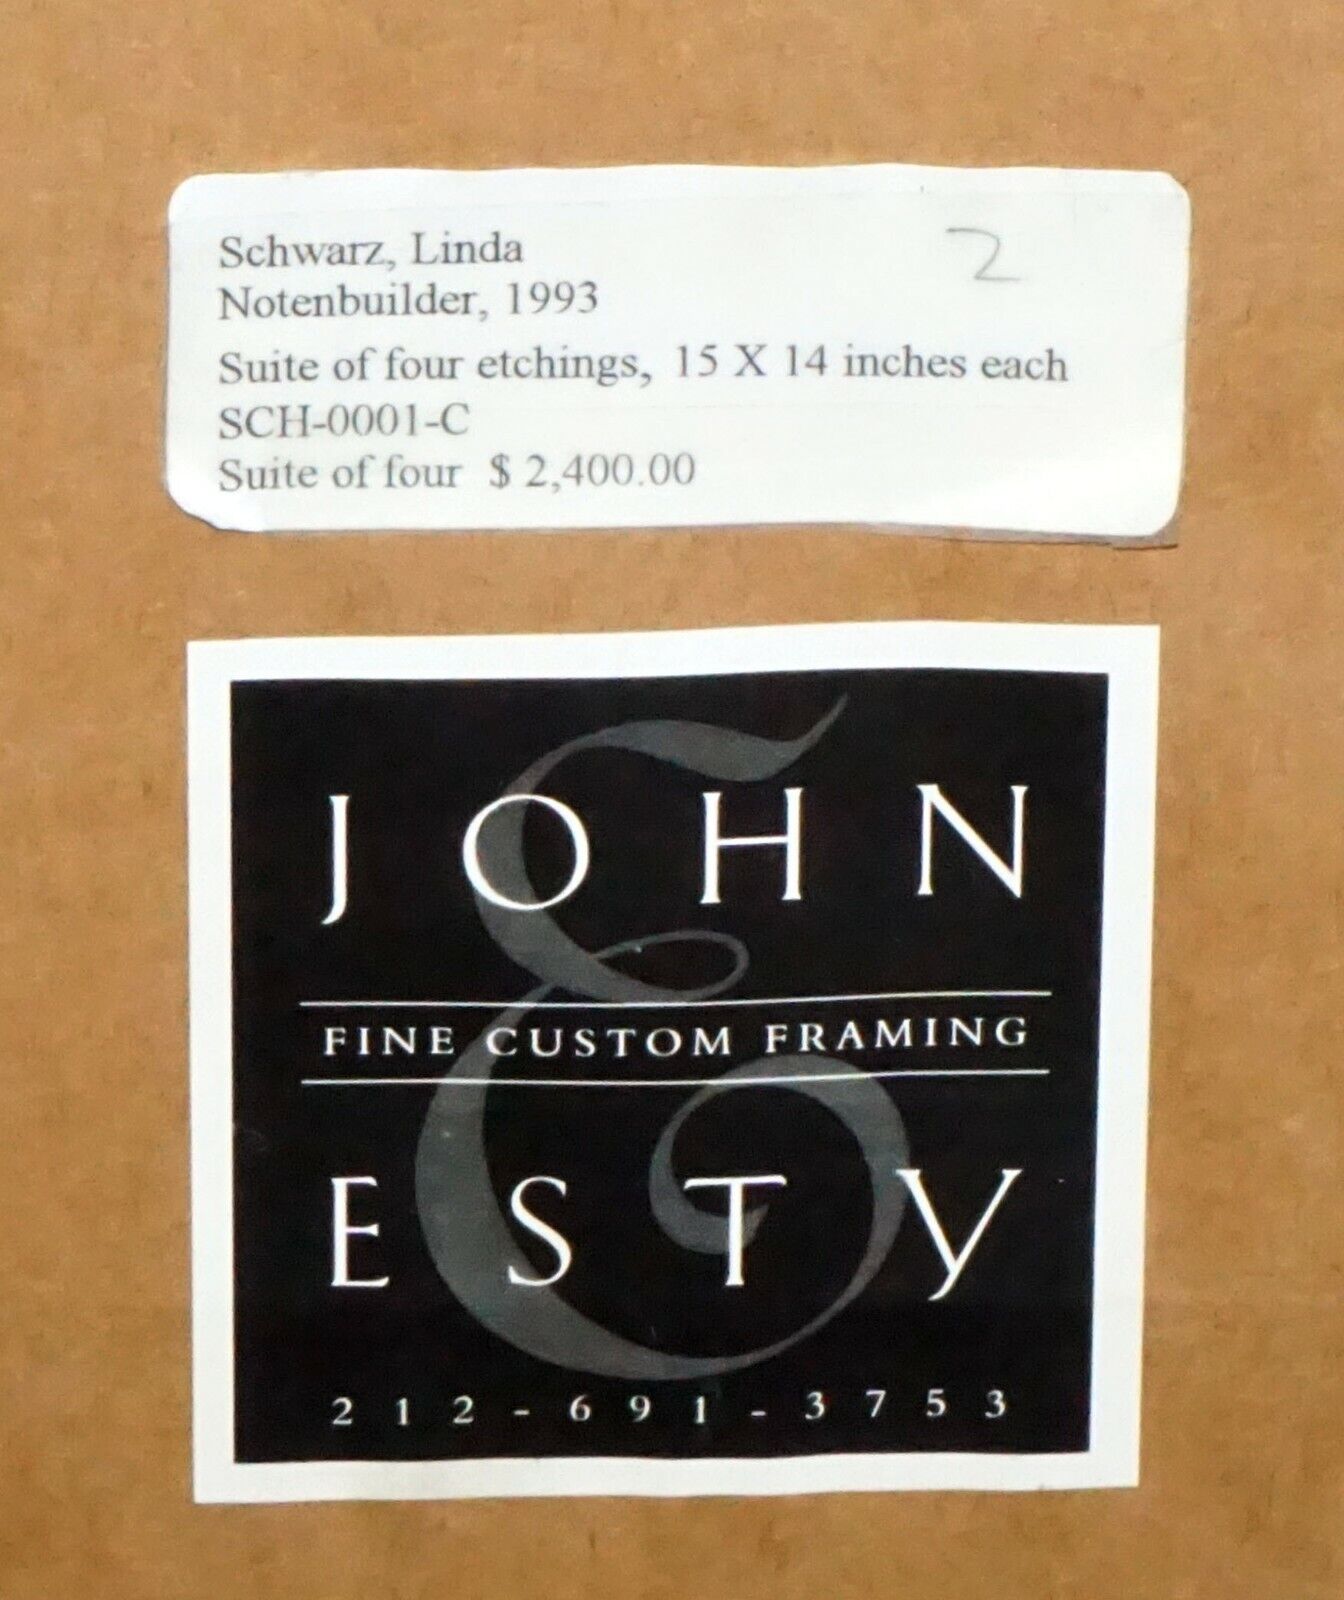 Schwarz, Linda
2
Notenbuilder, 1993
Suite of four etchings, 15 X 14 inches each
SCH-0001-C
Suite of four $ 2,400.00
&
JOHN
FINE CUSTOM FRAMING
ESTY
212-691-3753